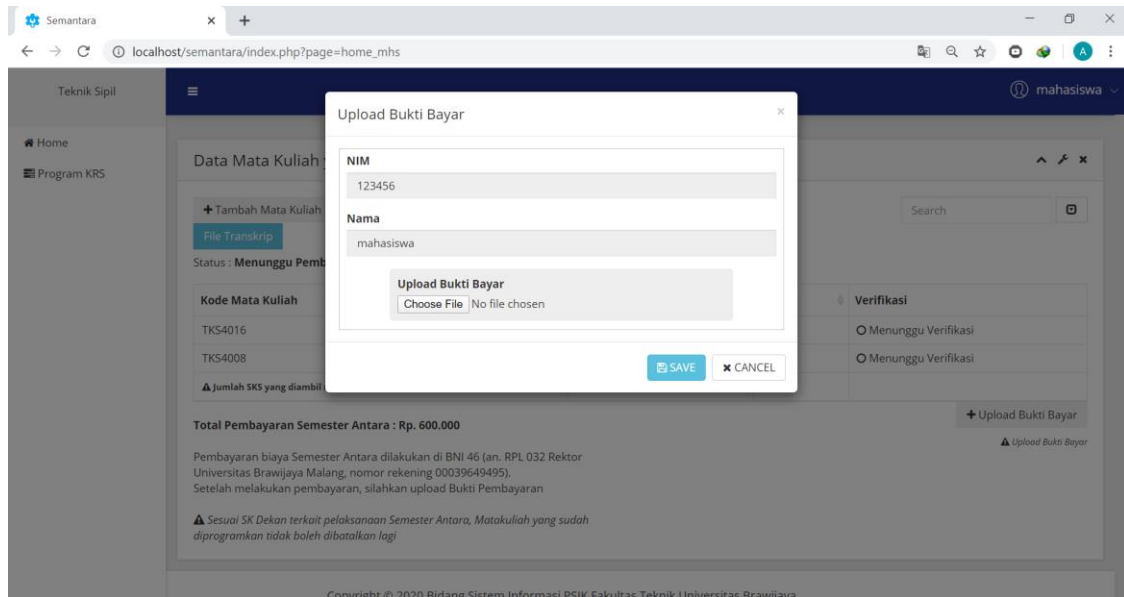 Semantara
localhost/semantara/index.php?page=home_mhs
A
Teknik Sipil
mahasiswa
Home
Program KRS
Upload Bukti Bayar
NIM
123456
Nama
mahasiswa
Upload Bukti Bayar
Choose File No file chosen
SAVE
CANCEL
Data Mata Kuliah
Tambah Mata Kuliah
Search
File Transkrip
Status : Menunggu
Kode Mata Kuliah
Verifikasi
TKS4016
Menunggu Verifikasi
TKS4008
Menunggu Verifikasi
Jumlah SKS yang diambil
Total Pembayaran Semester Antara : Rp. 600.000
+ Upload Bukti Bayar
Upload Bukti Bayar
Pembayaran biaya Semester Antara dilakukan di BNI 46 (an. RPL 032 Rektor
Universitas Brawijaya Malang, nomor rekening 00039649495).
Setelah melakukan pembayaran, silahkan upload Bukti Pembayaran
Sesuai SK Dekan terkait pelaksanaan Semester Antara, Matakuliah yang sudah
diprogramkan tidak boleh dibatalkan lagi
Copyright © 2020 Bidang Sistem Informasi PSIK Fakultas Teknik Universitas Brawijaya